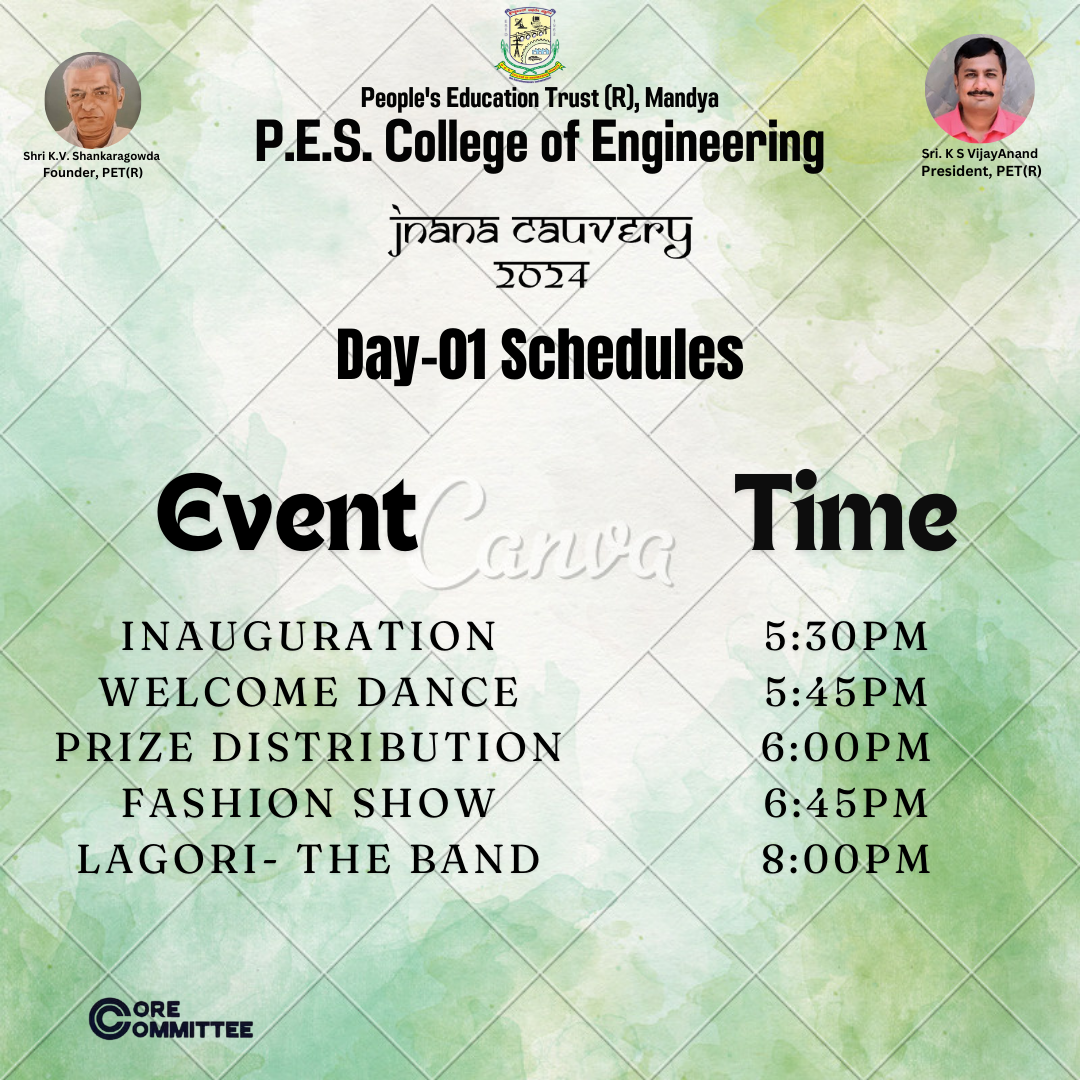 People's Education Trust (R), Mandya
P.E.S. College of Engineering
Shri K.V. Shankaragowda
Founder, PET(R)
Sri. K S VijayAnand
President, PET(R)
Jnana Cauvery
2024
Day-01 Schedules
Event Time
Canva
INAUGURATION 5:30PM
WELCOME DANCE 5:45PM
PRIZE DISTRIBUTION 6:00PM
FASHION SHOW 6:45PM
LAGORI- THE BAND 8:00PM
CORE
COMMITTEE